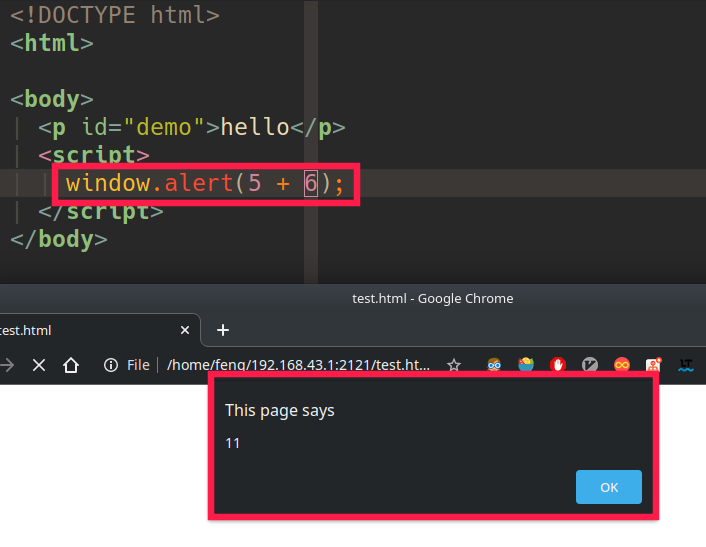 <!DOCTYPE html>
<html>
<body>
<p id="demo">hello</p>
<script>
window.alert(5 + 6);
</script>
</body>
test.html - Google Chrome
test.html
File /home/feng/192.168.43.1:2121/test.ht...
This page says
11
OK